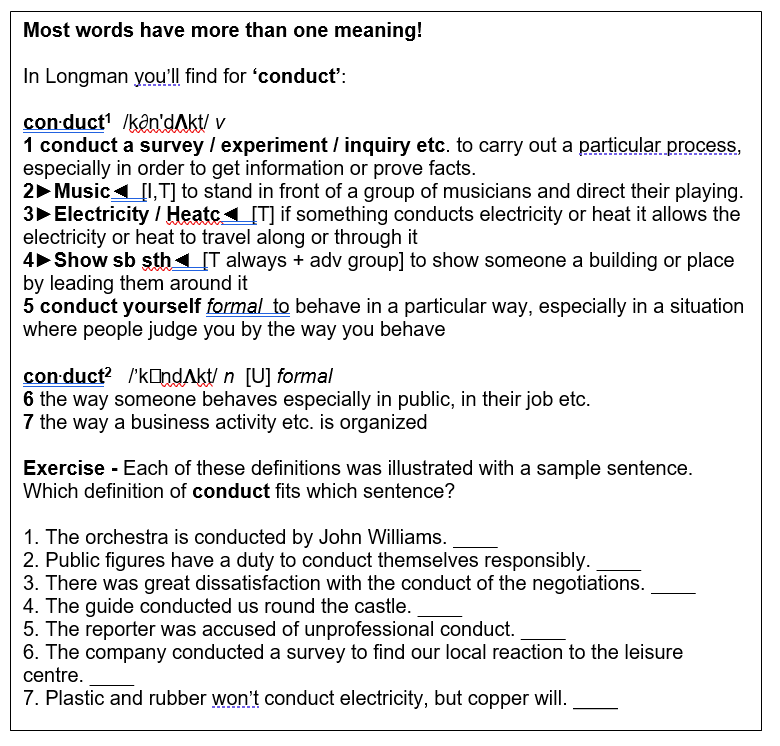 Most words have more than one meaning!
In Longman you'll find for 'conduct':
con·duct¹ /kən'dɅkt/ v
1 conduct a survey / experiment / inquiry etc. to carry out a particular process,
especially in order to get information or prove facts.
2►Music◄ [I,T] to stand in front of a group of musicians and direct their playing.
3►Electricity / Heatc◄ [T] if something conducts electricity or heat it allows the
electricity or heat to travel along or through it
4►Show sb sth◄ [T always + adv group] to show someone a building or place
by leading them around it
5 conduct yourself formal to behave in a particular way, especially in a situation
where people judge you by the way you behave
con·duct² /'k□ndɅkt/ n [U] formal
6 the way someone behaves especially in public, in their job etc.
7 the way a business activity etc. is organized
Exercise - Each of these definitions was illustrated with a sample sentence.
Which definition of conduct fits which sentence?
1. The orchestra is conducted by John Williams. ____
2. Public figures have a duty to conduct themselves responsibly. ____
3. There was great dissatisfaction with the conduct of the negotiations. ____
4. The guide conducted us round the castle. ____
5. The reporter was accused of unprofessional conduct. ____
6. The company conducted a survey to find our local reaction to the leisure
centre. ____
7. Plastic and rubber won't conduct electricity, but copper will. ____